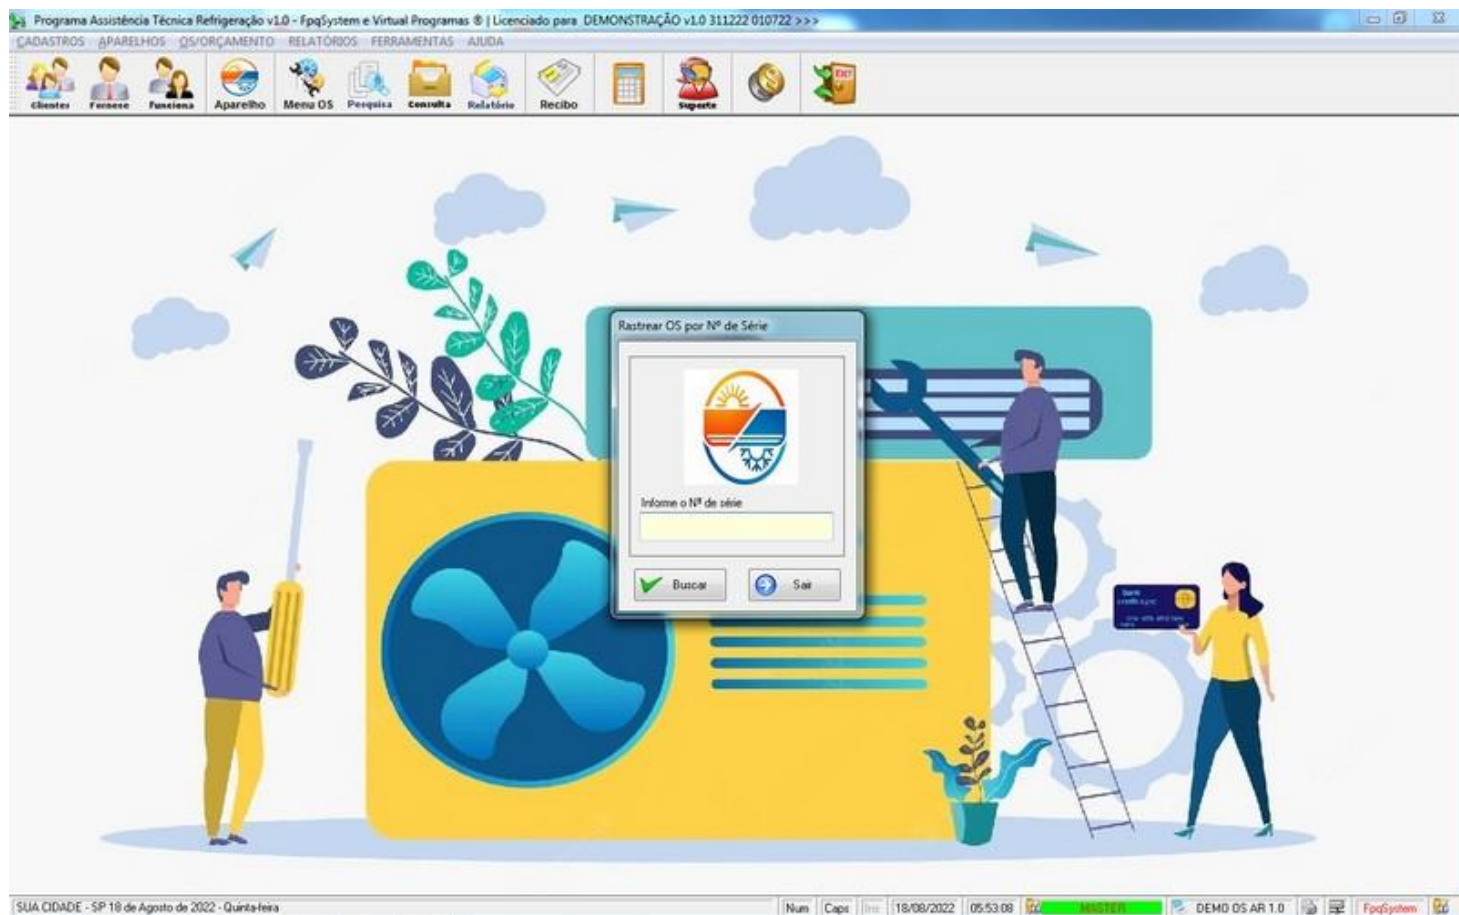 Programa Assistência Técnica Refrigeração v1.0 - FpqSystem e Virtual Programas ® | Licenciado para DEMONSTRAÇÃO v1.0 311222 010722 >>>
CADASTROS APARELHOS OS/ORÇAMENTO RELATÓRIOS FERRAMENTAS AJUDA
EXIT
Clientes Fornece Funciona Aparelho Menu OS Pesquisa Consulta Relatório Recibo Suporte
Rastrear OS por Nº de Série
Informe o Nº de série
Buscar Sair
SUA CIDADE - SP 18 de Agosto de 2022 - Quinta-feira Num Caps Ins 18/08/2022 05:53:08 MASTER DEMO OS AR 1.0 FpqSystem